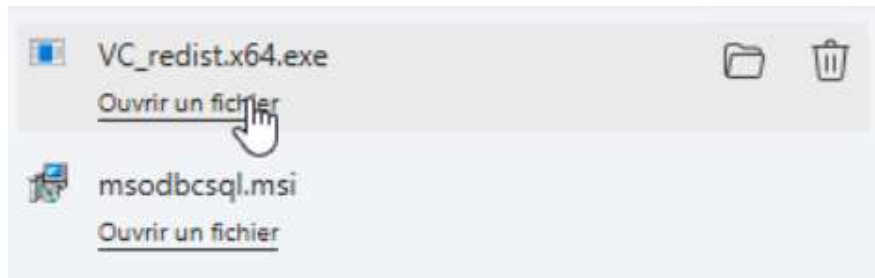 VC_redist.x64.exe
Ouvrir un fichier
msodbcsql.msi
Ouvrir un fichier